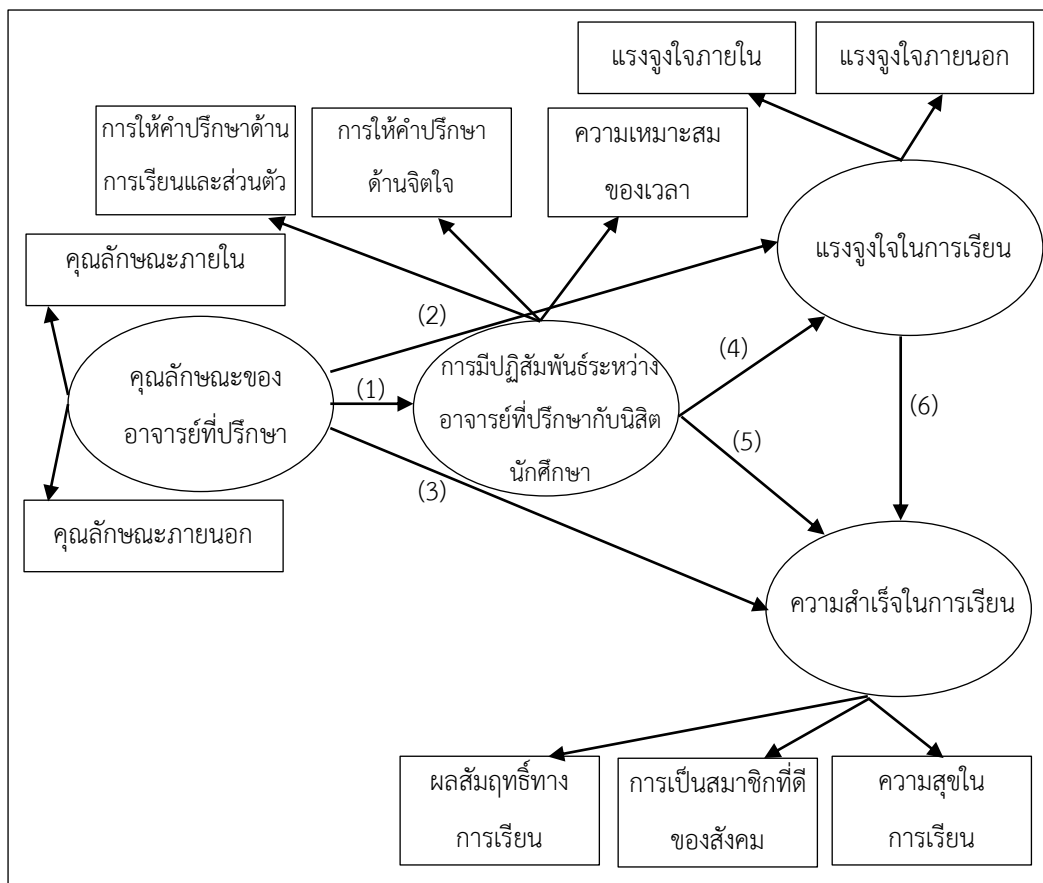 แรงจูงใจภายใน
แรงจูงใจภายนอก
การให้คำปรึกษาด้าน
การเรียนและส่วนตัว
การให้คำปรึกษา
ด้านจิตใจ
ความเหมาะสม
ของเวลา
แรงจูงใจในการเรียน
คุณลักษณะภายใน
(2)
(4)
คุณลักษณะของ
อาจารย์ที่ปรึกษา
(1)
การมีปฏิสัมพันธ์ระหว่าง
อาจารย์ที่ปรึกษากับนิสิต
นักศึกษา
(6)
(5)
(3)
คุณลักษณะภายนอก
ความสำเร็จในการเรียน
ผลสัมฤทธิ์ทาง
การเรียน
การเป็นสมาชิกที่ดี
ของสังคม
ความสุขใน
การเรียน